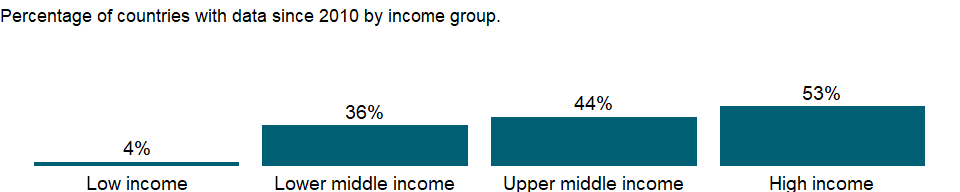 Percentage of countries with data since 2010 by income group.
53%
44%
36%
4%
Low income Lower middle income Upper middle income High income